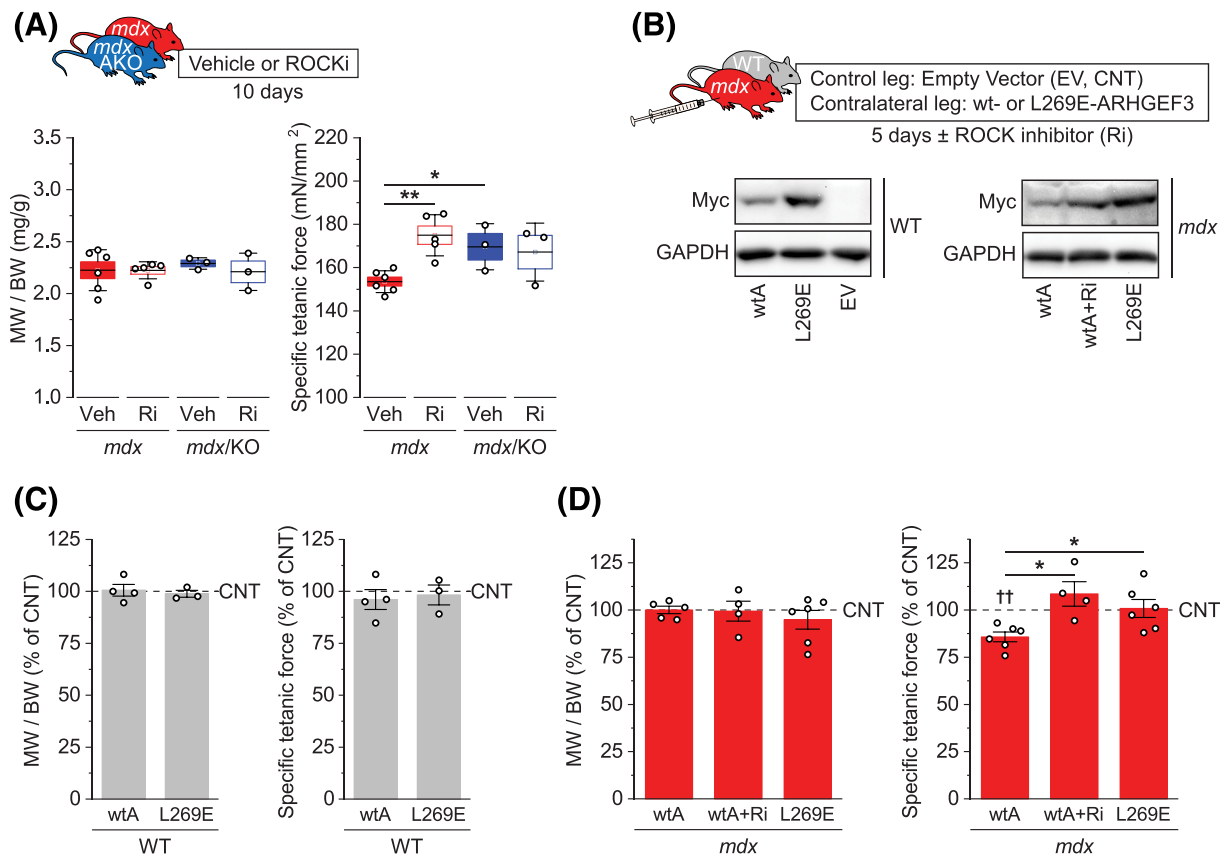 (A)
mdx
mdx
AKO
Vehicle or ROCKi
10 days
MW / BW (mg/g)
3.5
3.0
2.5
2.0
1.5
1.0
Veh Ri Veh Ri
mdx mdx/KO
Specific tetanic force (mN/mm²)
220
200
180
160
140
120
100
*
**
Veh Ri Veh Ri
mdx mdx/KO
(B)
WT
mdx
Control leg: Empty Vector (EV, CNT)
Contralateral leg: wt- or L269E-ARHGEF3
5 days ± ROCK inhibitor (Ri)
Myc
GAPDH
WT
wtA L269E EV
Myc
GAPDH
mdx
wtA wtA+Ri L269E
(C)
MW / BW (% of CNT)
125
100
75
50
25
0
CNT
wtA L269E
WT
Specific tetanic force (% of CNT)
125
100
75
50
25
0
CNT
wtA L269E
WT
(D)
MW / BW (% of CNT)
125
100
75
50
25
0
CNT
wtA wtA+Ri L269E
mdx
Specific tetanic force (% of CNT)
125
100
75
50
25
0
*
*
††
CNT
wtA wtA+Ri L269E
mdx